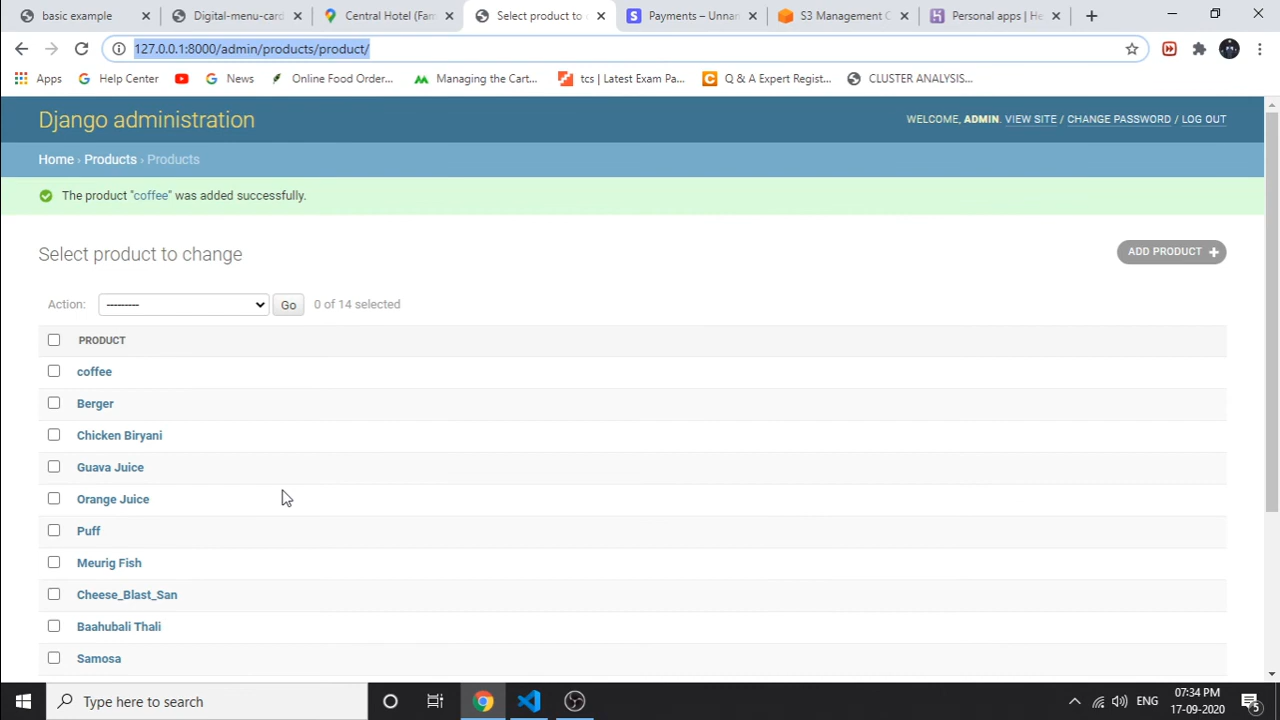 basic example
Digital-menu-card
Central Hotel (Fam
Select product to
Payments – Unnar
S3 Management C
Personal apps | He
127.0.0.1:8000/admin/products/product/
Apps
Help Center
News
Online Food Order...
Managing the Cart...
tcs | Latest Exam Pa...
Q & A Expert Regist...
CLUSTER ANALYSIS...
Django administration
WELCOME, ADMIN. VIEW SITE / CHANGE PASSWORD / LOG OUT
Home › Products › Products
The product "coffee" was added successfully.
Select product to change
ADD PRODUCT +
Action: --------- Go 0 of 14 selected
PRODUCT
coffee
Berger
Chicken Biryani
Guava Juice
Orange Juice
Puff
Meurig Fish
Cheese_Blast_San
Baahubali Thali
Samosa
Type here to search
ENG
07:34 PM
17-09-2020
5